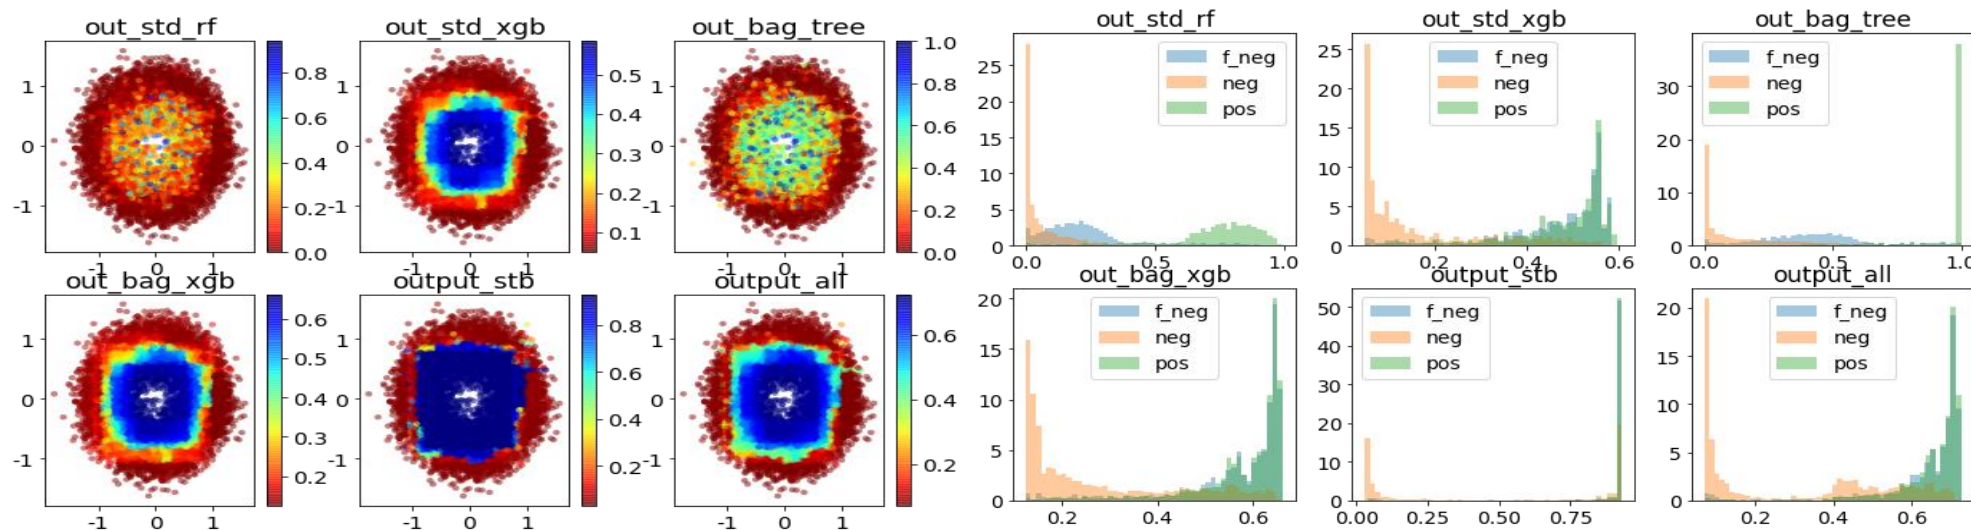 out_std_rf
out_std_xgb
out_bag_tree
1
0
-1
-1 0 1
0.8
0.6
0.4
0.2
0.0
1
0
-1
-1 0 1
0.5
0.4
0.3
0.2
0.1
1
0
-1
-1 0 1
1.0
0.8
0.6
0.4
0.2
0.0
out_bag_xgb
output_stb
output_all
1
0
-1
-1 0 1
0.6
0.5
0.4
0.3
0.2
1
0
-1
-1 0 1
0.8
0.6
0.4
0.2
1
0
-1
-1 0 1
0.6
0.4
0.2
out_std_rf
f_neg
neg
pos
25
20
15
10
5
0
0.0 0.5 1.0
out_std_xgb
f_neg
neg
pos
25
20
15
10
5
0
0.2 0.4 0.6
out_bag_tree
f_neg
neg
pos
30
20
10
0
0.0 0.5 1.0
out_bag_xgb
f_neg
neg
pos
20
15
10
5
0
0.2 0.4 0.6
output_stb
f_neg
neg
pos
50
40
30
20
10
0
0.00 0.25 0.50 0.75
output_all
f_neg
neg
pos
20
15
10
5
0
0.2 0.4 0.6